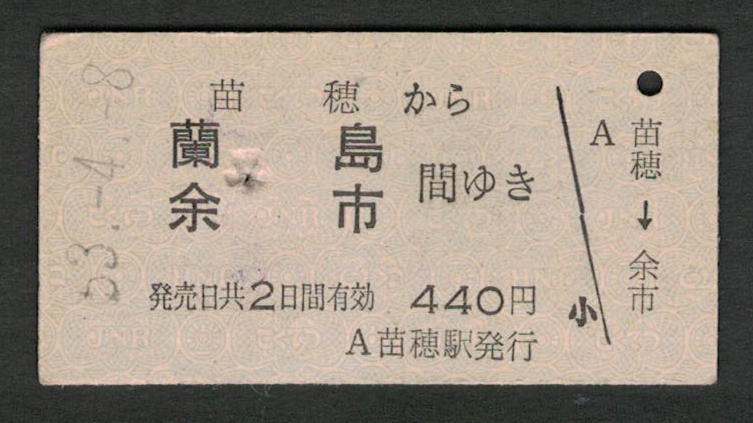 53.-4.-8
苗穂から
蘭島
余市
間ゆき
発売日共2日間有効 440円
A苗穂駅発行
小
A
苗穂→余市